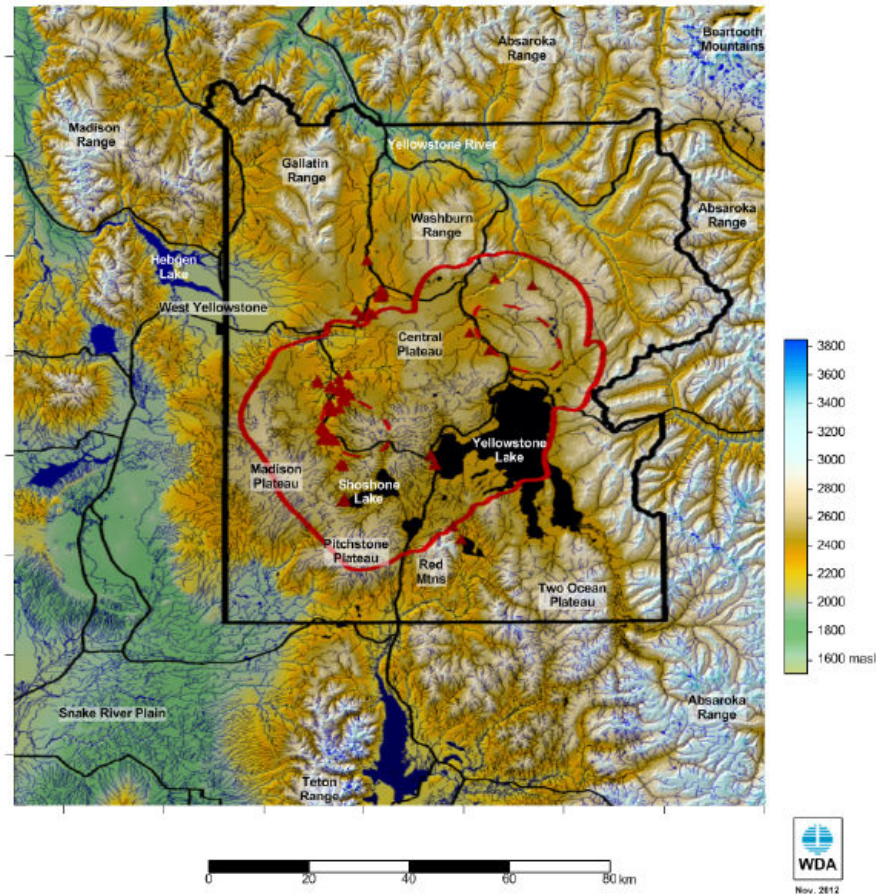 Beartooth
Mountains
Absaroka
Range
Madison
Range
Yellowstone River
Gallatin
Range
Absaroka
Range
Washburn
Range
Hebgen
Lake
West Yellowstone
Central
Plateau
3800
3600
3400
3200
3000
2800
2600
2400
2200
2000
1800
1600 masl
Yellowstone
Lake
Madison
Plateau
Shoshone
Lake
Pitchstone
Plateau
Red
Mtns
Two Ocean
Plateau
Absaroka
Range
Snake River Plain
Teton
Range
0
20
40
60
80 km
WDA
Nov. 2012